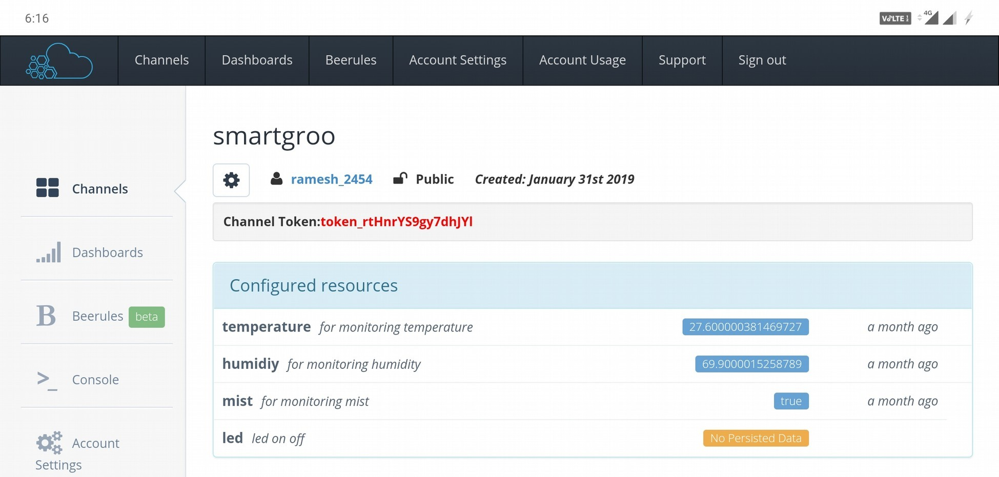 6:16
VoLTE 4G
Channels Dashboards Beerules Account Settings Account Usage Support Sign out
smartgroo
ramesh_2454 Public Created: January 31st 2019
Channel Token:token_rtHnrYS9gy7dhJYl
Channels
Dashboards
Beerules beta
>_ Console
Account
Settings
Configured resources
temperature for monitoring temperature 27.600000381469727 a month ago
humidiy for monitoring humidity 69.9000015258789 a month ago
mist for monitoring mist true a month ago
led led on off No Persisted Data